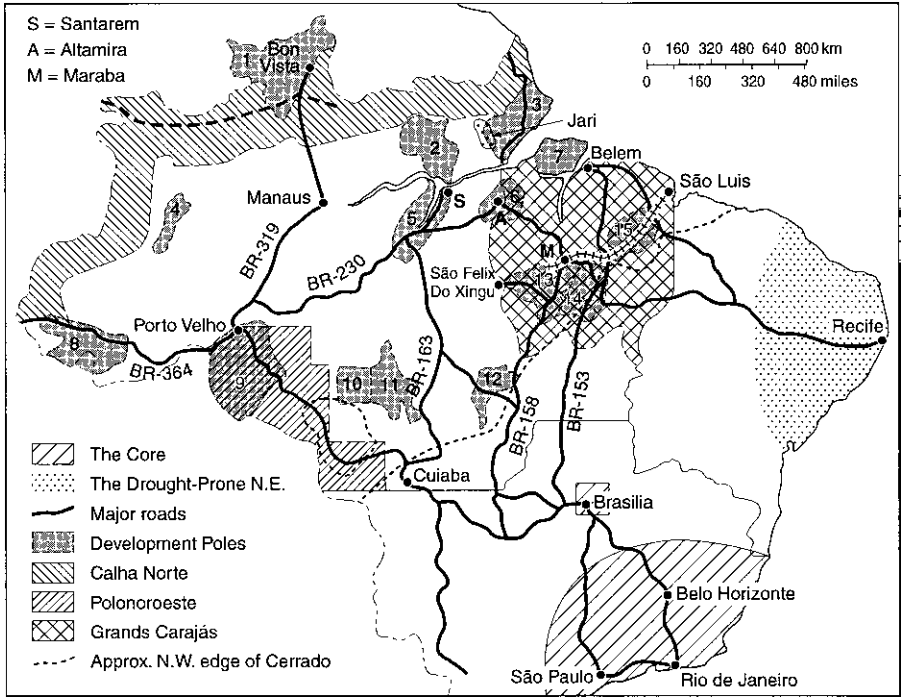 S = Santarem
A = Altamira
M = Maraba
1
Bon
Vista
0 160 320 480 640 800 km
0 160 320 480 miles
3
Jari
2
7
Belem
São Luis
4
Manaus
S
6
A
5
15
BR-319
BR-230
M
São Felix
Do Xingu
13
14
Porto Velho
Recife
8
BR-364
9
10
11
BR-163
12
BR-158
BR-153
The Core
The Drought-Prone N.E.
Major roads
Development Poles
Calha Norte
Polonoroeste
Grands Carajás
Approx. N.W. edge of Cerrado
Cuiaba
Brasilia
Belo Horizonte
São Paulo
Rio de Janeiro